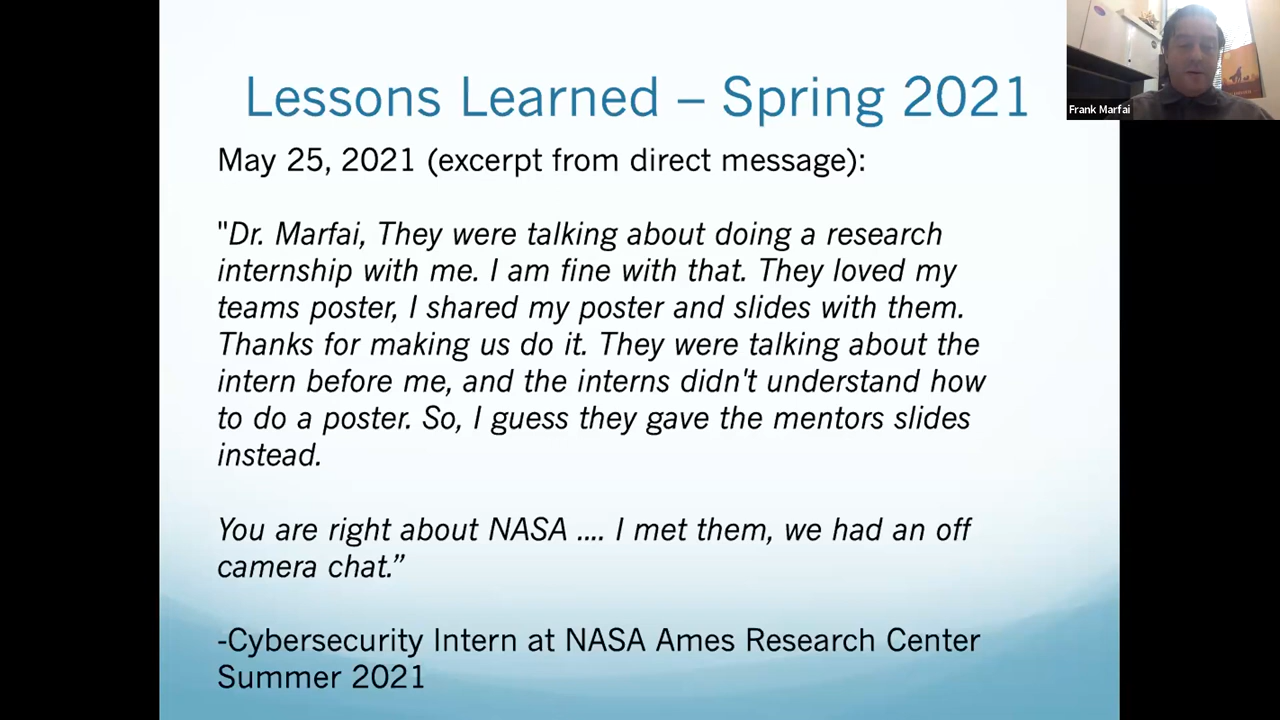 Lessons Learned – Spring 2021
Frank Marfai
May 25, 2021 (excerpt from direct message):
"Dr. Marfai, They were talking about doing a research
internship with me. I am fine with that. They loved my
teams poster, I shared my poster and slides with them.
Thanks for making us do it. They were talking about the
intern before me, and the interns didn't understand how
to do a poster. So, I guess they gave the mentors slides
instead.
You are right about NASA .... I met them, we had an off
camera chat.”
-Cybersecurity Intern at NASA Ames Research Center
Summer 2021